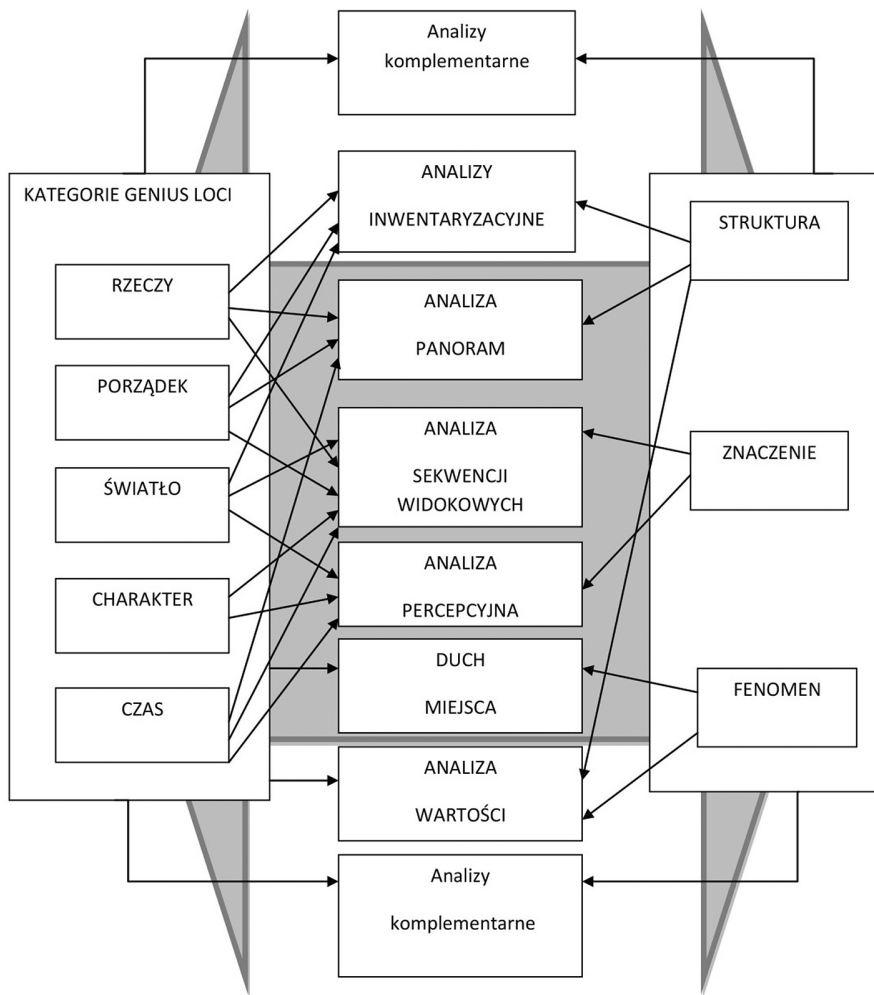 Analizy
komplementarne
KATEGORIE GENIUS LOCI
RZECZY
PORZĄDEK
ŚWIATŁO
CHARAKTER
CZAS
ANALIZY
INWENTARYZACYJNE
ANALIZA
PANORAM
ANALIZA
SEKWENCJI
WIDOKOWYCH
ANALIZA
PERCEPCYJNA
DUCH
MIEJSCA
ANALIZA
WARTOŚCI
Analizy
komplementarne
STRUKTURA
ZNACZENIE
FENOMEN